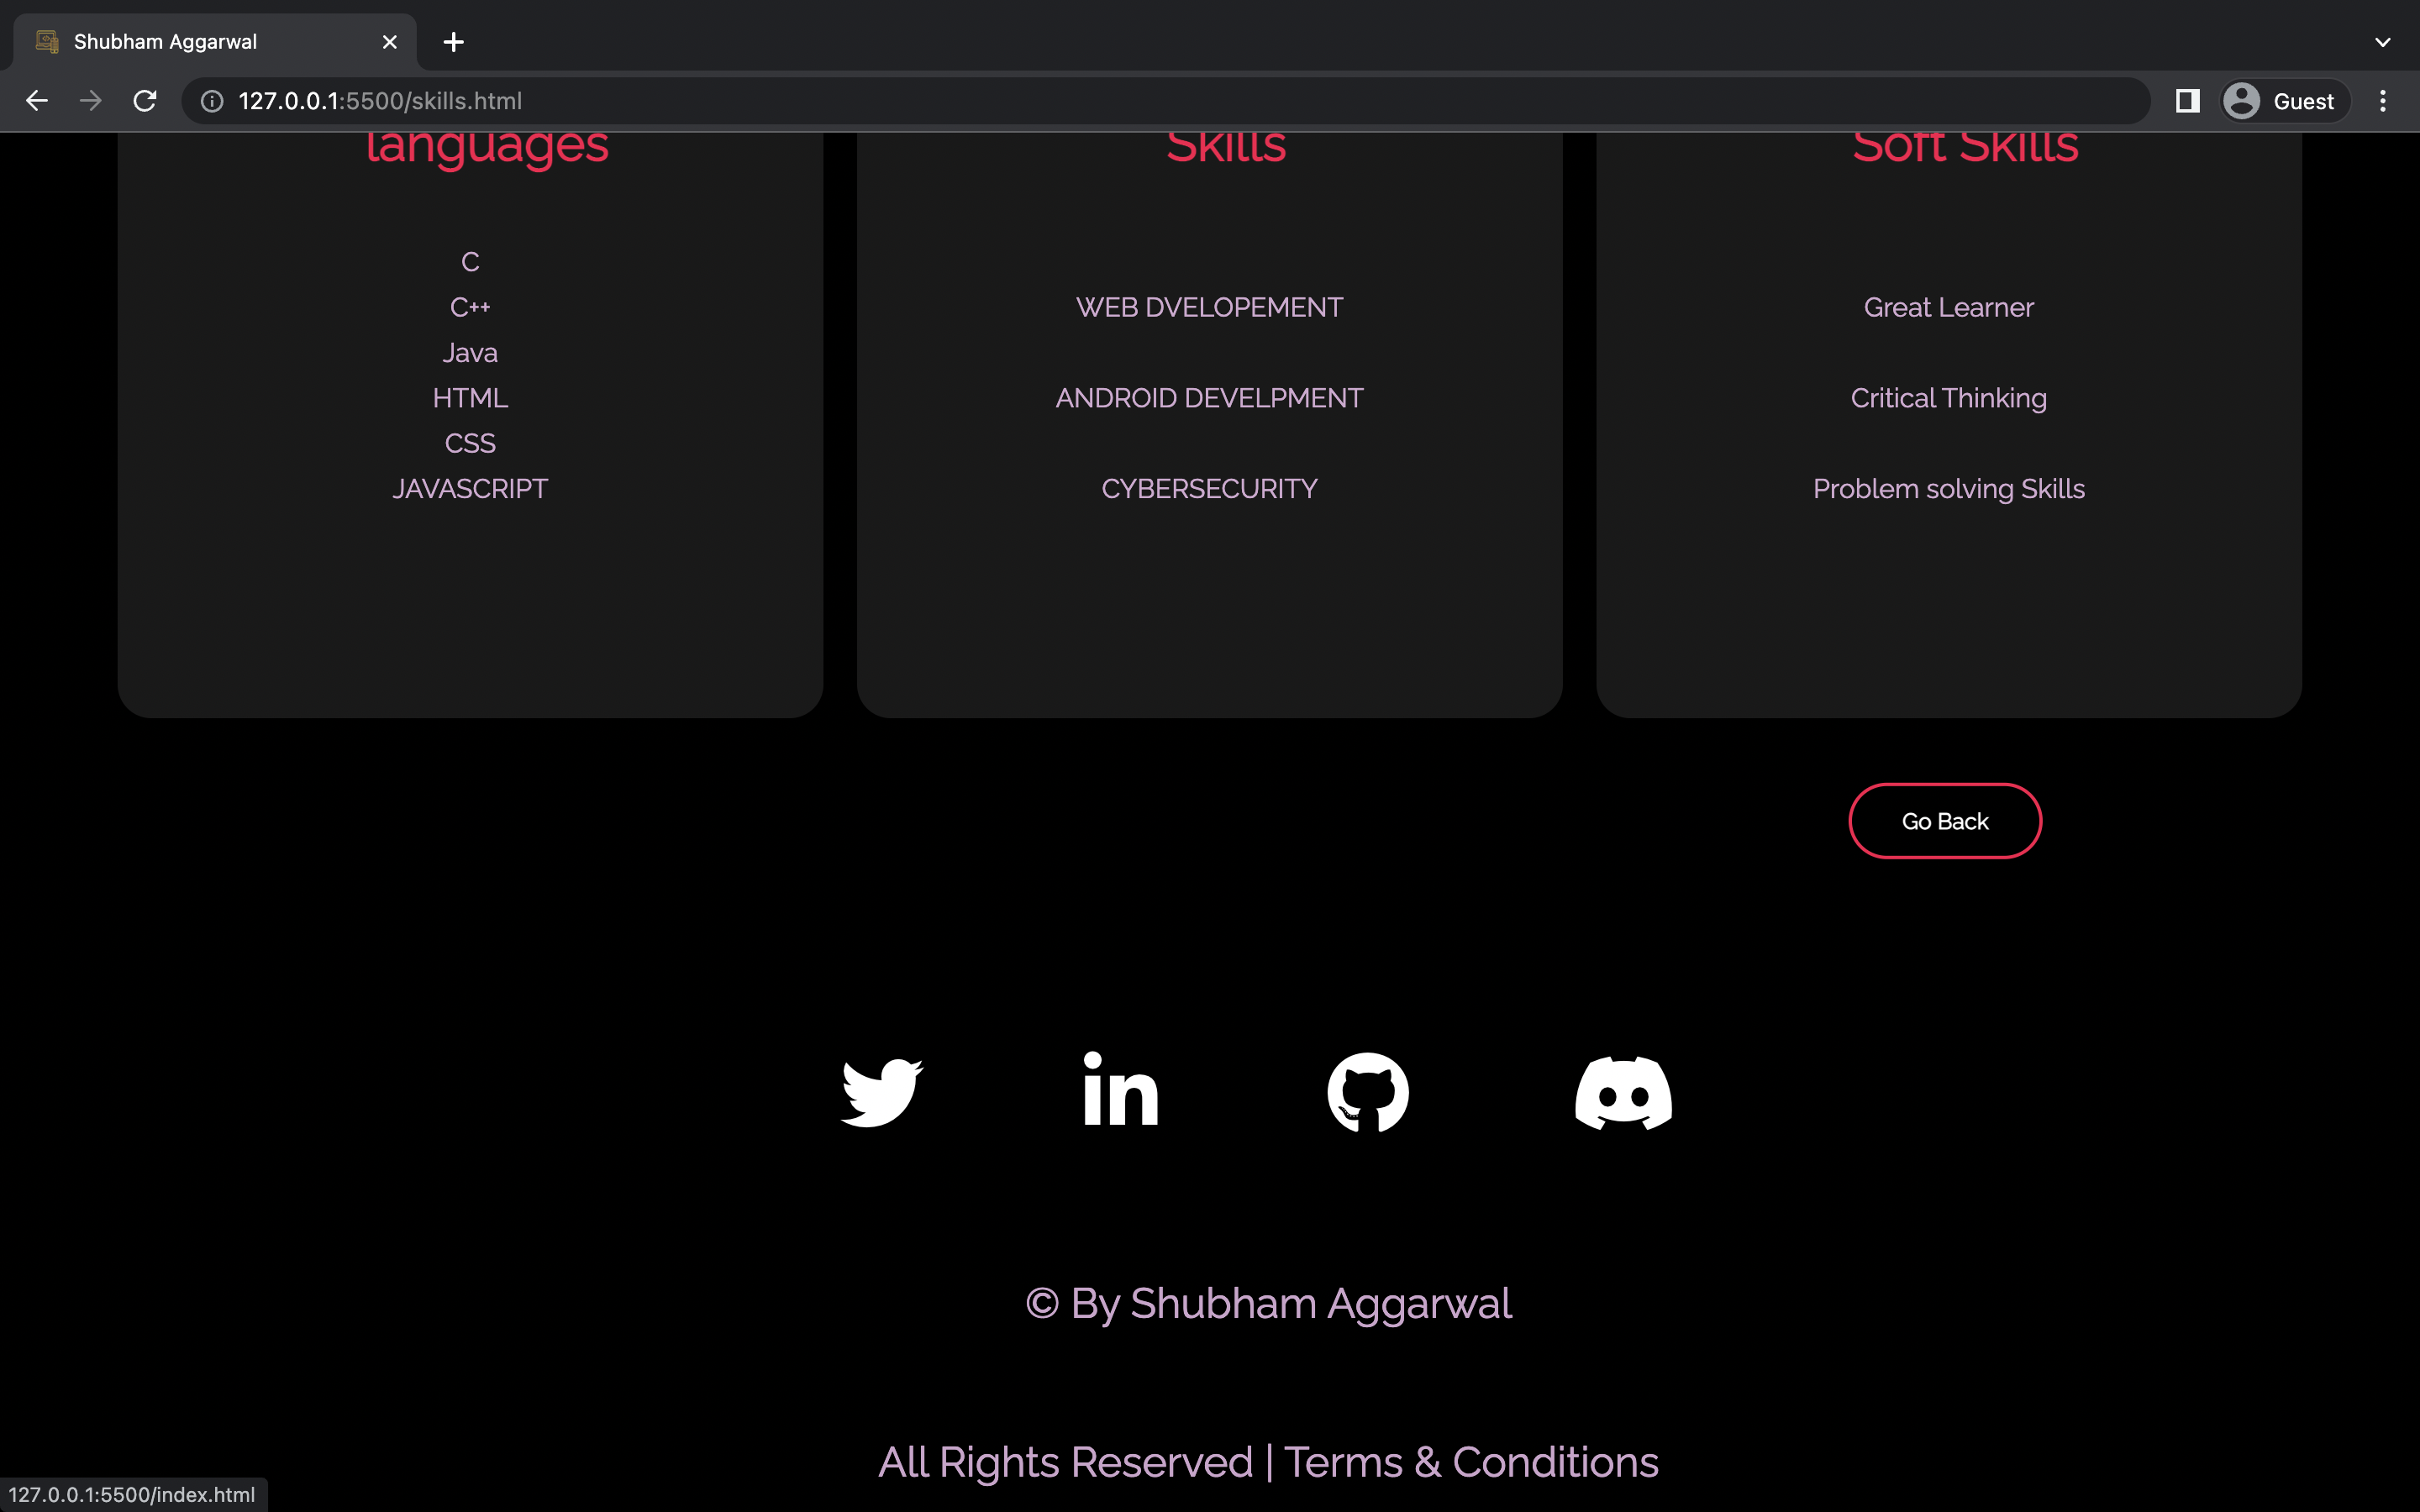 Shubham Aggarwal
127.0.0.1:5500/skills.html
Guest
languages
C
C++
Java
HTML
CSS
JAVASCRIPT
Skills
WEB DVELOPEMENT
ANDROID DEVELPMENT
CYBERSECURITY
Soft Skills
Great Learner
Critical Thinking
Problem solving Skills
Go Back
in
© By Shubham Aggarwal
All Rights Reserved | Terms & Conditions
127.0.0.1:5500/index.html